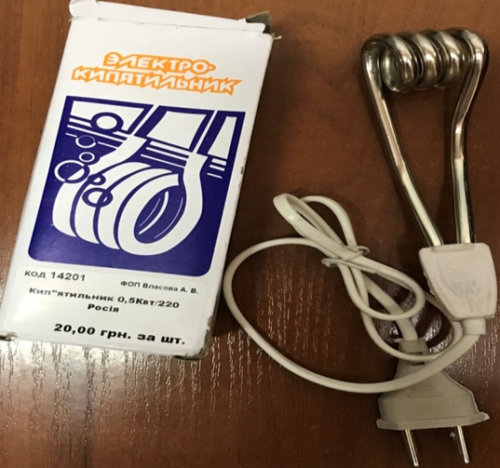 ЭЛЕКТРО-
КИПЯТИЛЬНИК
код 14201
ФОП Власова А. В.
Кип"ятильник 0,5Квт/220
Росія
20,00 грн. за шт.